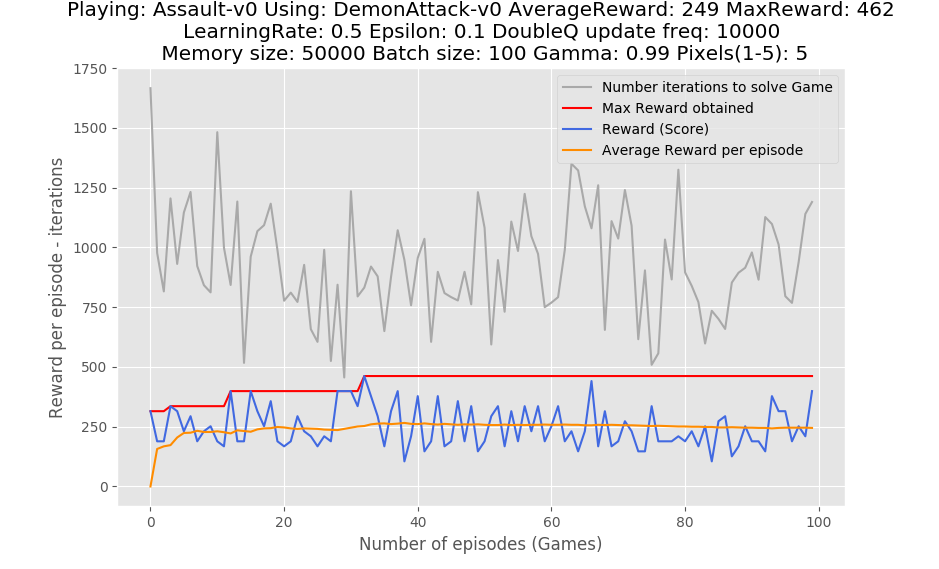 Playing: Assault-v0 Using: DemonAttack-v0 AverageReward: 249 MaxReward: 462
LearningRate: 0.5 Epsilon: 0.1 DoubleQ update freq: 10000
Memory size: 50000 Batch size: 100 Gamma: 0.99 Pixels(1-5): 5
Number iterations to solve Game
Max Reward obtained
Reward (Score)
Average Reward per episode
Reward per episode - iterations
1750
1500
1250
1000
750
500
250
0
0 20 40 60 80 100
Number of episodes (Games)